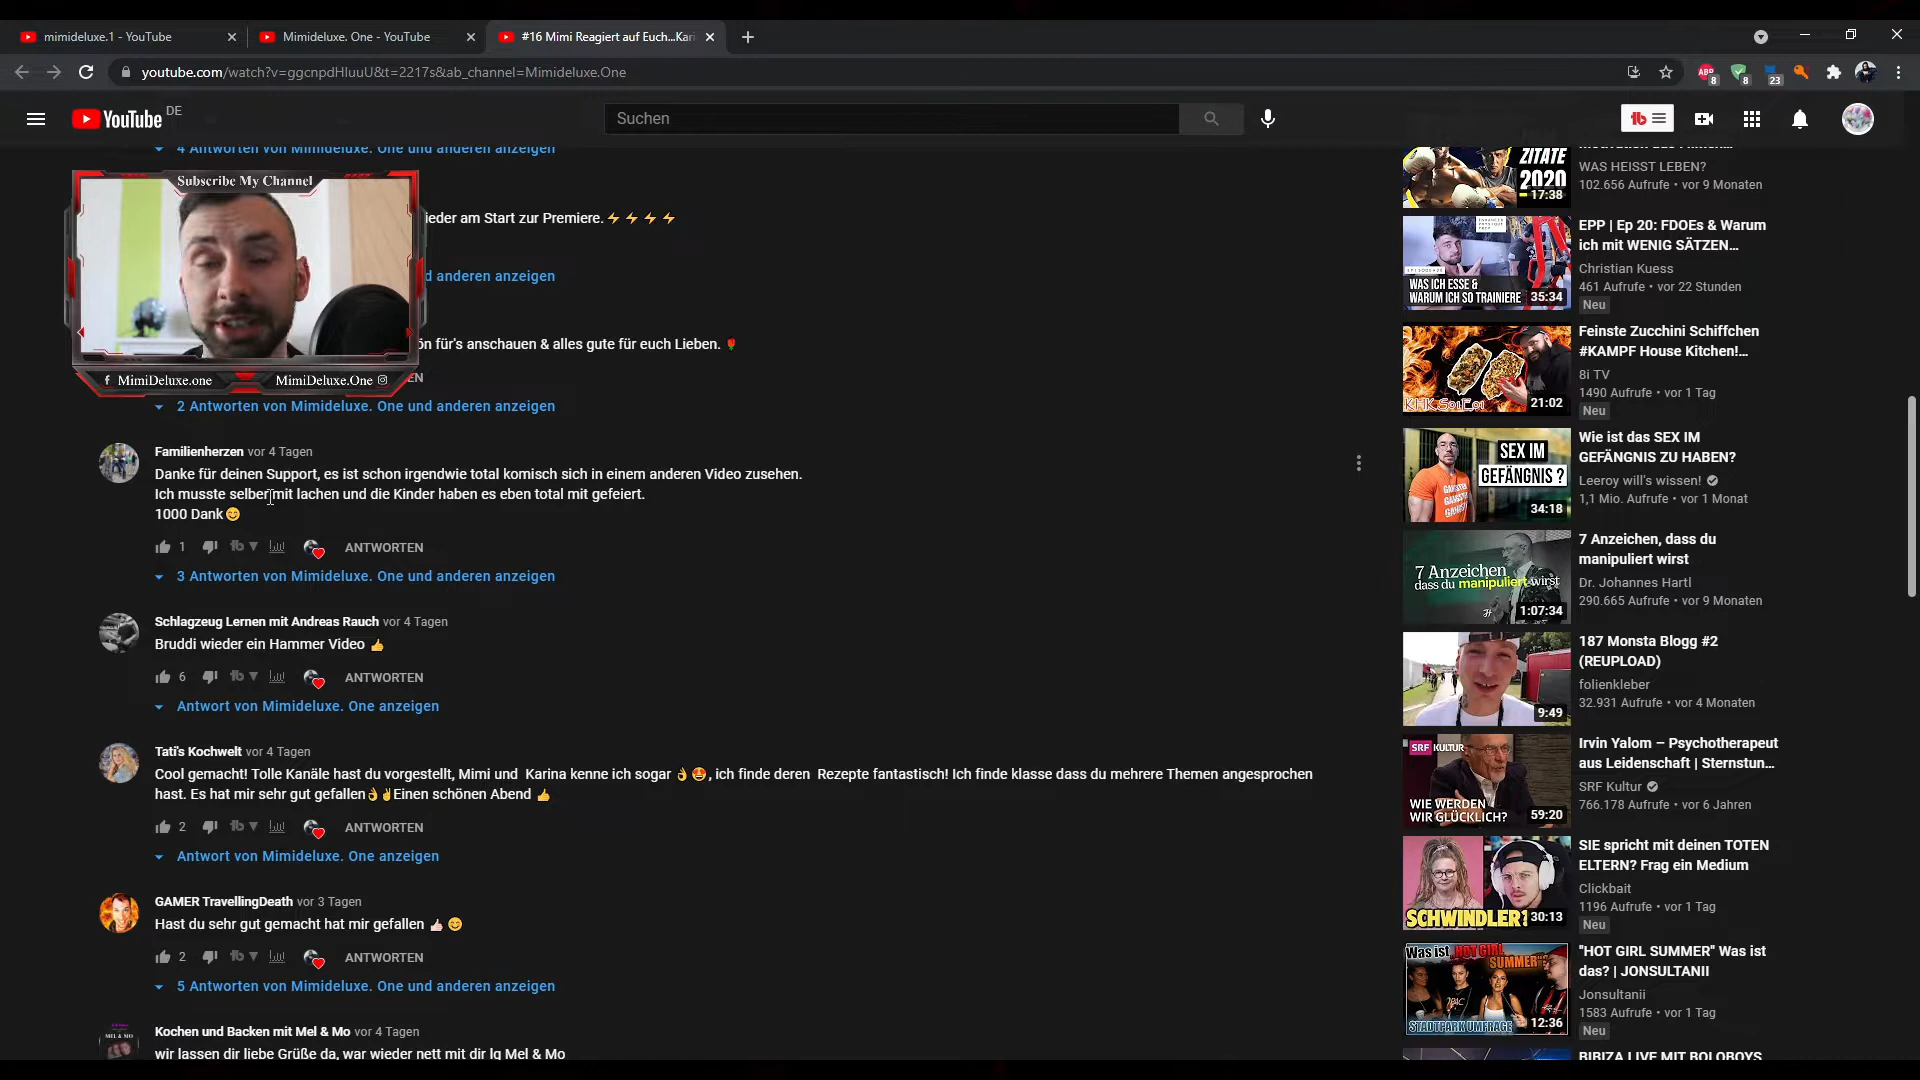 mimideluxe.1 - YouTube
Mimideluxe. One - YouTube
#16 Mimi Reagiert auf Euch...Kari
youtube.com/watch?v=ggcnpdHIuuU&t=2217s&ab_channel=Mimideluxe.One
ABP 8
8
23
YouTube DE
Suchen
4 Antworten von Mimideluxe. One und anderen anzeigen
Subscribe My Channel
MimiDeluxe.one
MimiDeluxe.One
ieder am Start zur Premiere.⚡⚡⚡⚡
d anderen anzeigen
ön für's anschauen & alles gute für euch Lieben. 🌹
EN
2 Antworten von Mimideluxe. One und anderen anzeigen
Familienherzen vor 4 Tagen
Danke für deinen Support, es ist schon irgendwie total komisch sich in einem anderen Video zusehen.
Ich musste selber mit lachen und die Kinder haben es eben total mit gefeiert.
1000 Dank😊
1 ANTWORTEN
3 Antworten von Mimideluxe. One und anderen anzeigen
Schlagzeug Lernen mit Andreas Rauch vor 4 Tagen
Bruddi wieder ein Hammer Video 👍
6 ANTWORTEN
Antwort von Mimideluxe. One anzeigen
Tati's Kochwelt vor 4 Tagen
Cool gemacht! Tolle Kanäle hast du vorgestellt, Mimi und Karina kenne ich sogar 👌🤩, ich finde deren Rezepte fantastisch! Ich finde klasse dass du mehrere Themen angesprochen
hast. Es hat mir sehr gut gefallen👌✌Einen schönen Abend 👍
2 ANTWORTEN
Antwort von Mimideluxe. One anzeigen
GAMER TravellingDeath vor 3 Tagen
Hast du sehr gut gemacht hat mir gefallen 👍🏻 😊
2 ANTWORTEN
5 Antworten von Mimideluxe. One und anderen anzeigen
MEL & MO
Kochen und Backen mit Mel & Mo vor 4 Tagen
wir lassen dir liebe Grüße da, war wieder nett mit dir lg Mel & Mo
ZITATE
2020
17:38
WAS HEISST LEBEN?
102.656 Aufrufe • vor 9 Monaten
WAS ICH ESSE &
WARUM ICH SO TRAINIERE
35:34
EPP | Ep 20: FDOEs & Warum
ich mit WENIG SÄTZEN...
Christian Kuess
461 Aufrufe • vor 22 Stunden
Neu
KHK S01E01
21:02
Feinste Zucchini Schiffchen
#KAMPF House Kitchen!...
8i TV
1490 Aufrufe • vor 1 Tag
Neu
SEX IM
GEFÄNGNIS ?
34:18
Wie ist das SEX IM
GEFÄNGNIS ZU HABEN?
Leeroy will's wissen!
1,1 Mio. Aufrufe • vor 1 Monat
7 Anzeichen
dass du manipuliert wirst
1:07:34
7 Anzeichen, dass du
manipuliert wirst
Dr. Johannes Hartl
290.665 Aufrufe • vor 9 Monaten
9:49
187 Monsta Blogg #2
(REUPLOAD)
folienkleber
32.931 Aufrufe • vor 4 Monaten
SRF KULTUR
WIE WERDEN
WIR GLÜCKLICH?
59:20
Irvin Yalom – Psychotherapeut
aus Leidenschaft | Sternstun...
SRF Kultur
766.178 Aufrufe • vor 6 Jahren
SCHWINDLER?
30:13
SIE spricht mit deinen TOTEN
ELTERN? Frag ein Medium
Clickbait
1196 Aufrufe • vor 1 Tag
Neu
Was ist HOT GIRL SUMMER?
STADTPARK UMFRAGE
12:36
"HOT GIRL SUMMER" Was ist
das? | JONSULTANII
Jonsultanii
1583 Aufrufe • vor 1 Tag
Neu
BIBIZA LIVE MIT BOLOBOYS